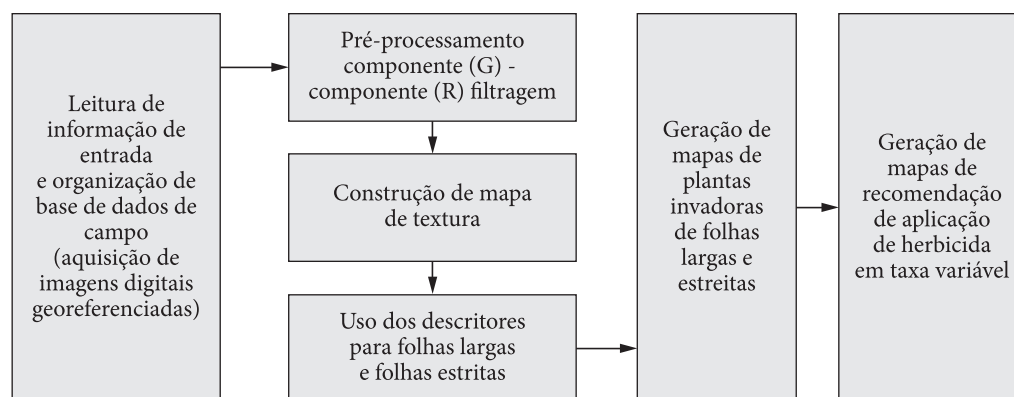 Leitura de
informação de
entrada
e organização de
base de dados de
campo
(aquisição de
imagens digitais
georeferenciadas)
Pré-processamento
componente (G) -
componente (R) filtragem
Construção de mapa
de textura
Uso dos descritores
para folhas largas
e folhas estritas
Geração de
mapas de
plantas
invadoras
de folhas
largas e
estreitas
Geração de
mapas de
recomendação
de aplicação
de herbicida
em taxa variável